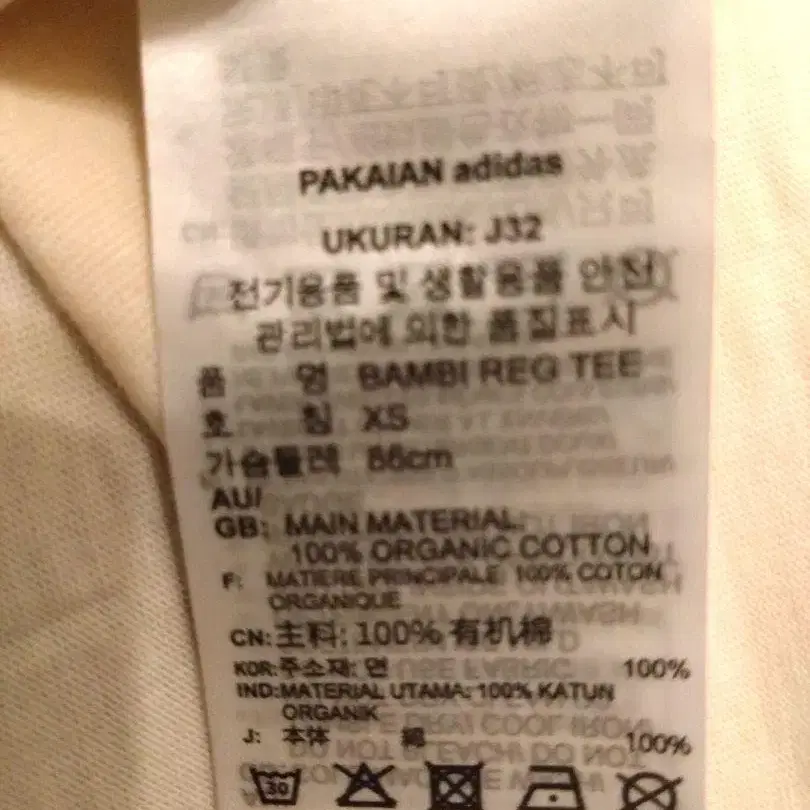 PAKAIAN adidas
UKURAN: J32
전기용품 및 생활용품 안전
관리법에 의한 품질표시
품 명 BAMBI REG TEE
호 칭 XS
가슴둘레 86cm
AU/
GB: MAIN MATERIAL:
100% ORGANIC COTTON
F: MATIERE PRINCIPALE: 100% COTON
ORGANIQUE
CN: 主料: 100% 有机棉
KOR: 주소재: 면 100%
IND: MATERIAL UTAMA: 100% KATUN
ORGANIK
J: 本体 綿 100%
30